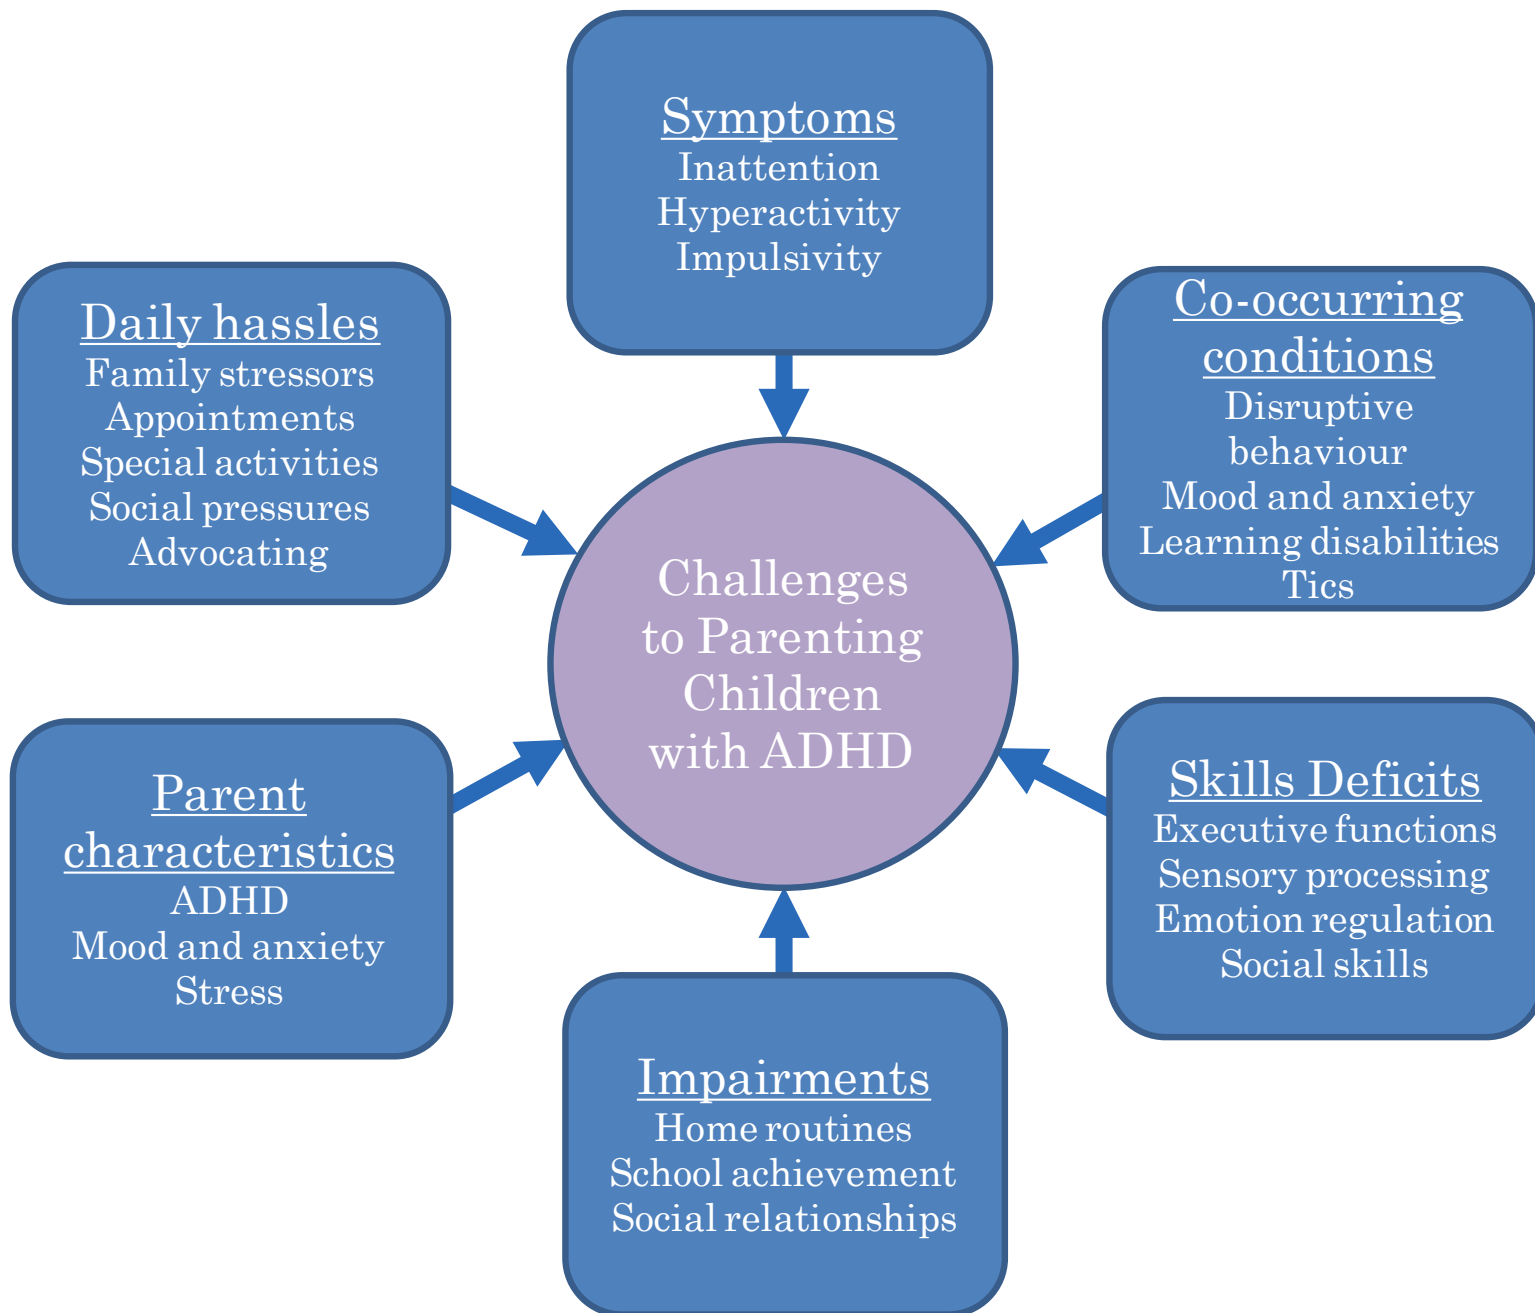 Symptoms
Inattention
Hyperactivity
Impulsivity
Daily hassles
Family stressors
Appointments
Special activities
Social pressures
Advocating
Co-occurring
conditions
Disruptive
behaviour
Mood and anxiety
Learning disabilities
Tics
Challenges
to Parenting
Children
with ADHD
Parent
characteristics
ADHD
Mood and anxiety
Stress
Skills Deficits
Executive functions
Sensory processing
Emotion regulation
Social skills
Impairments
Home routines
School achievement
Social relationships